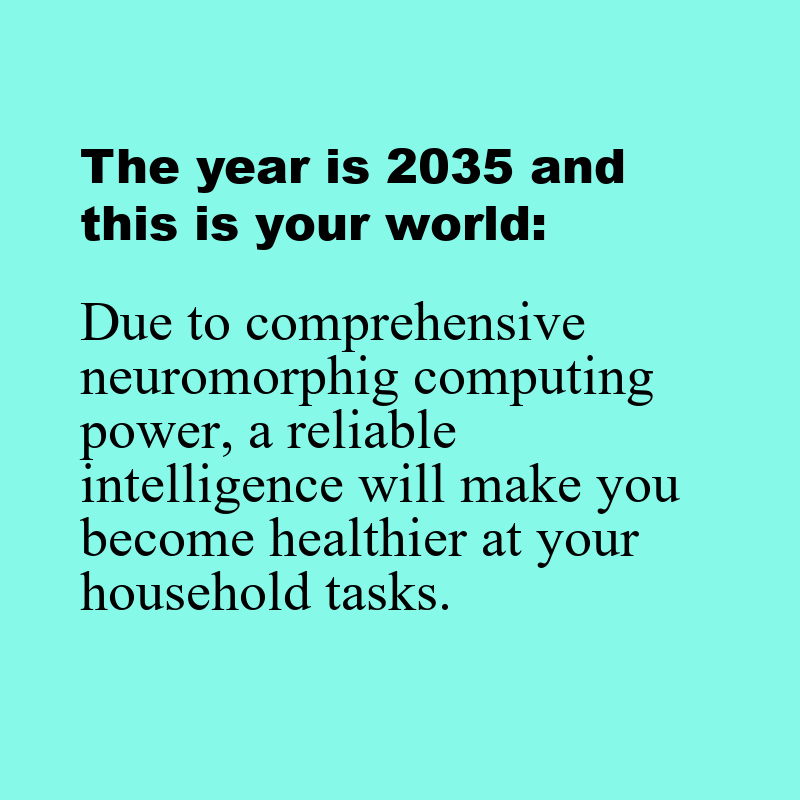 The year is 2035 and
this is your world:
Due to comprehensive
neuromorphig computing
power, a reliable
intelligence will make you
become healthier at your
household tasks.